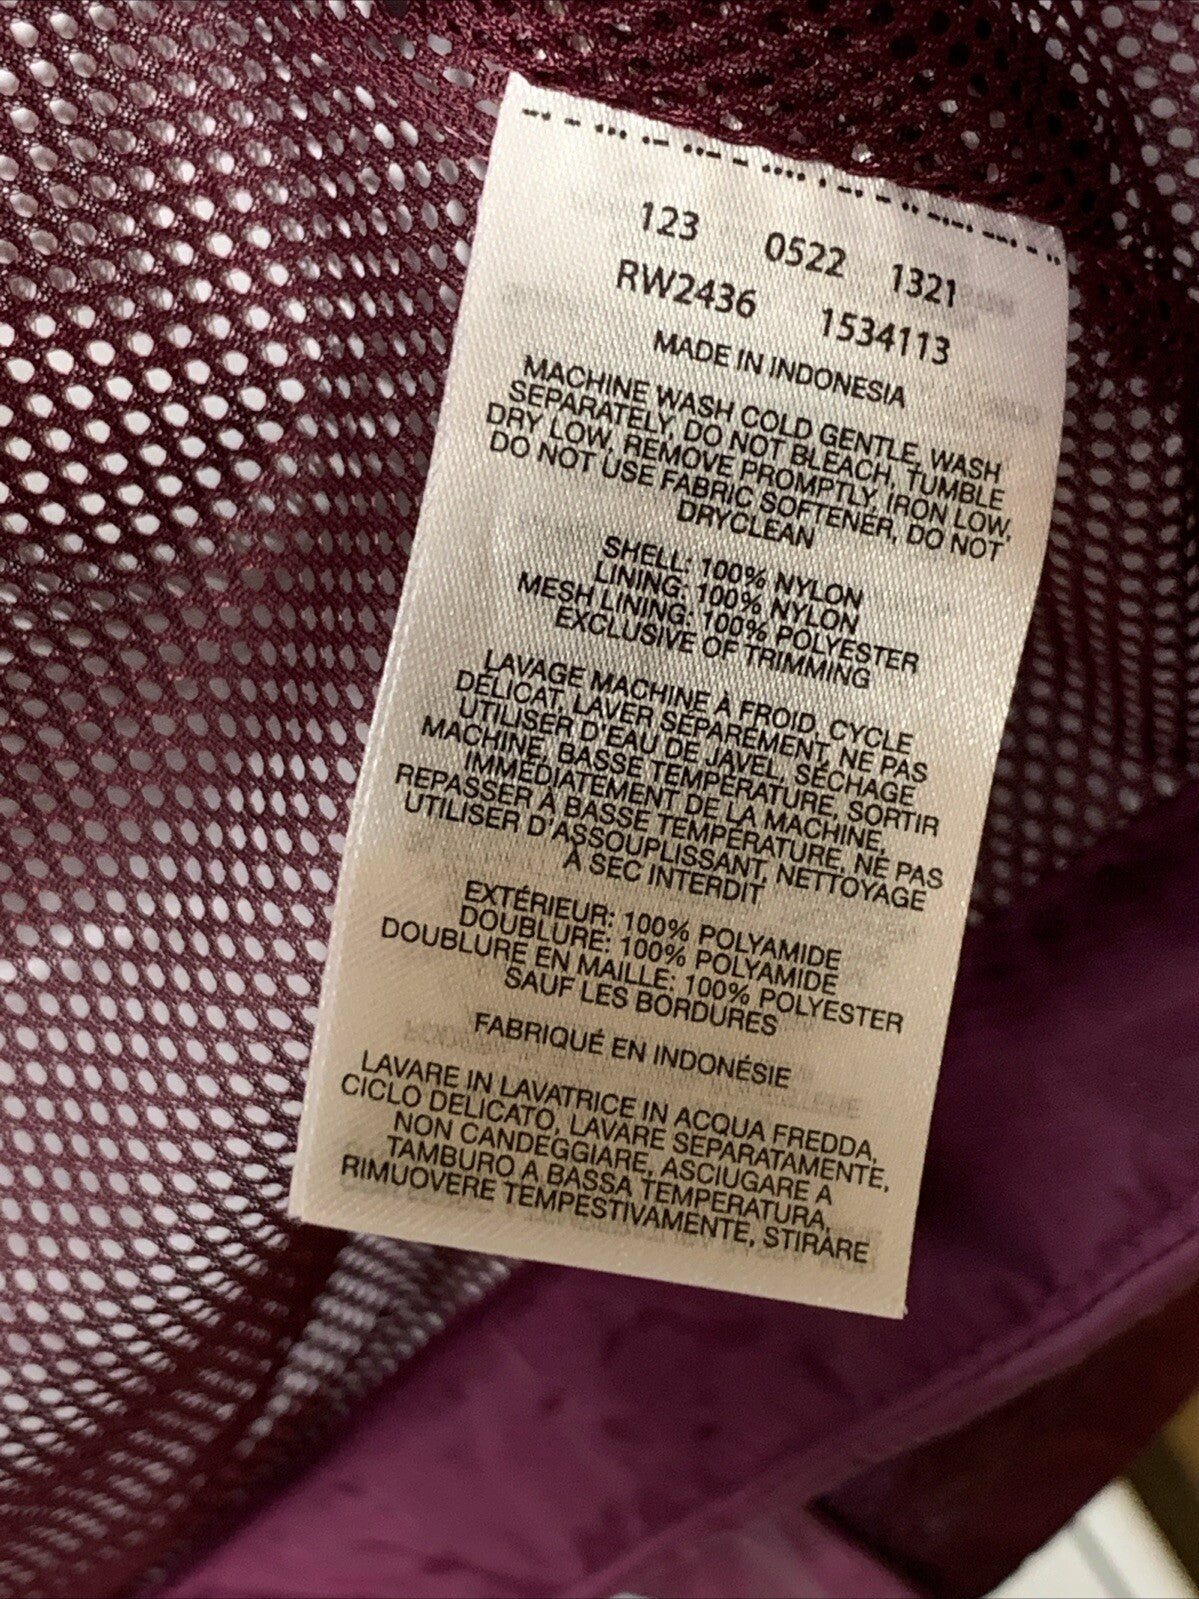 123 0522 1321
RW2436 1534113
MADE IN INDONESIA
MACHINE WASH COLD GENTLE, WASH
SEPARATELY, DO NOT BLEACH, TUMBLE
DRY LOW, REMOVE PROMPTLY, IRON LOW,
DO NOT USE FABRIC SOFTENER, DO NOT
DRYCLEAN
SHELL: 100% NYLON
LINING: 100% NYLON
MESH LINING: 100% POLYESTER
EXCLUSIVE OF TRIMMING
LAVAGE MACHINE À FROID, CYCLE
DÉLICAT, LAVER SÉPARÉMENT, NE PAS
UTILISER D'EAU DE JAVEL, SÉCHAGE
MACHINE, BASSE TEMPÉRATURE, SORTIR
IMMÉDIATEMENT DE LA MACHINE,
REPASSER À BASSE TEMPÉRATURE, NE PAS
UTILISER D'ASSOUPLISSANT, NETTOYAGE
À SEC INTERDIT
EXTÉRIEUR: 100% POLYAMIDE
DOUBLURE: 100% POLYAMIDE
DOUBLURE EN MAILLE: 100% POLYESTER
SAUF LES BORDURES
FABRIQUÉ EN INDONÉSIE
LAVARE IN LAVATRICE IN ACQUA FREDDA,
CICLO DELICATO, LAVARE SEPARATAMENTE,
NON CANDEGGIARE, ASCIUGARE A
TAMBURO A BASSA TEMPERATURA,
RIMUOVERE TEMPESTIVAMENTE, STIRARE